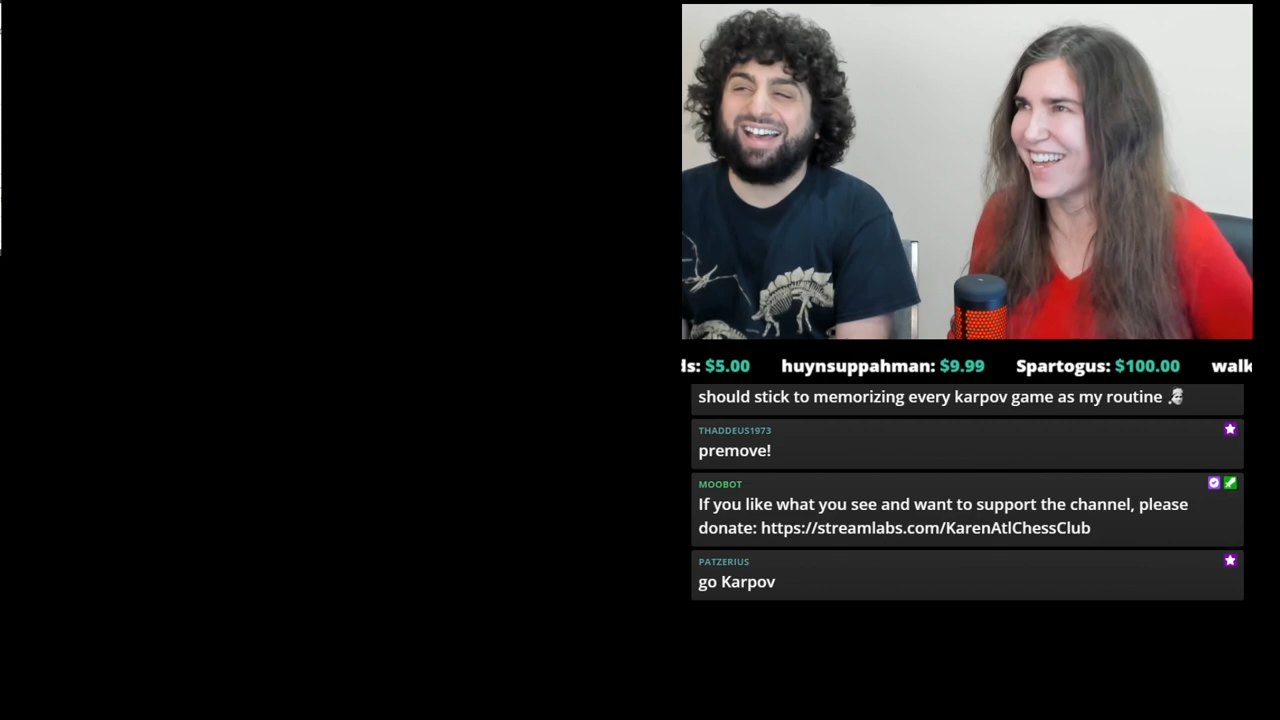 ds: $5.00 huynsuppahman: $9.99 Spartogus: $100.00 walk
should stick to memorizing every karpov game as my routine
THADDEUS1973
premove!
MOOBOT
If you like what you see and want to support the channel, please
donate: https://streamlabs.com/KarenAtlChessClub
PATZERIUS
go Karpov